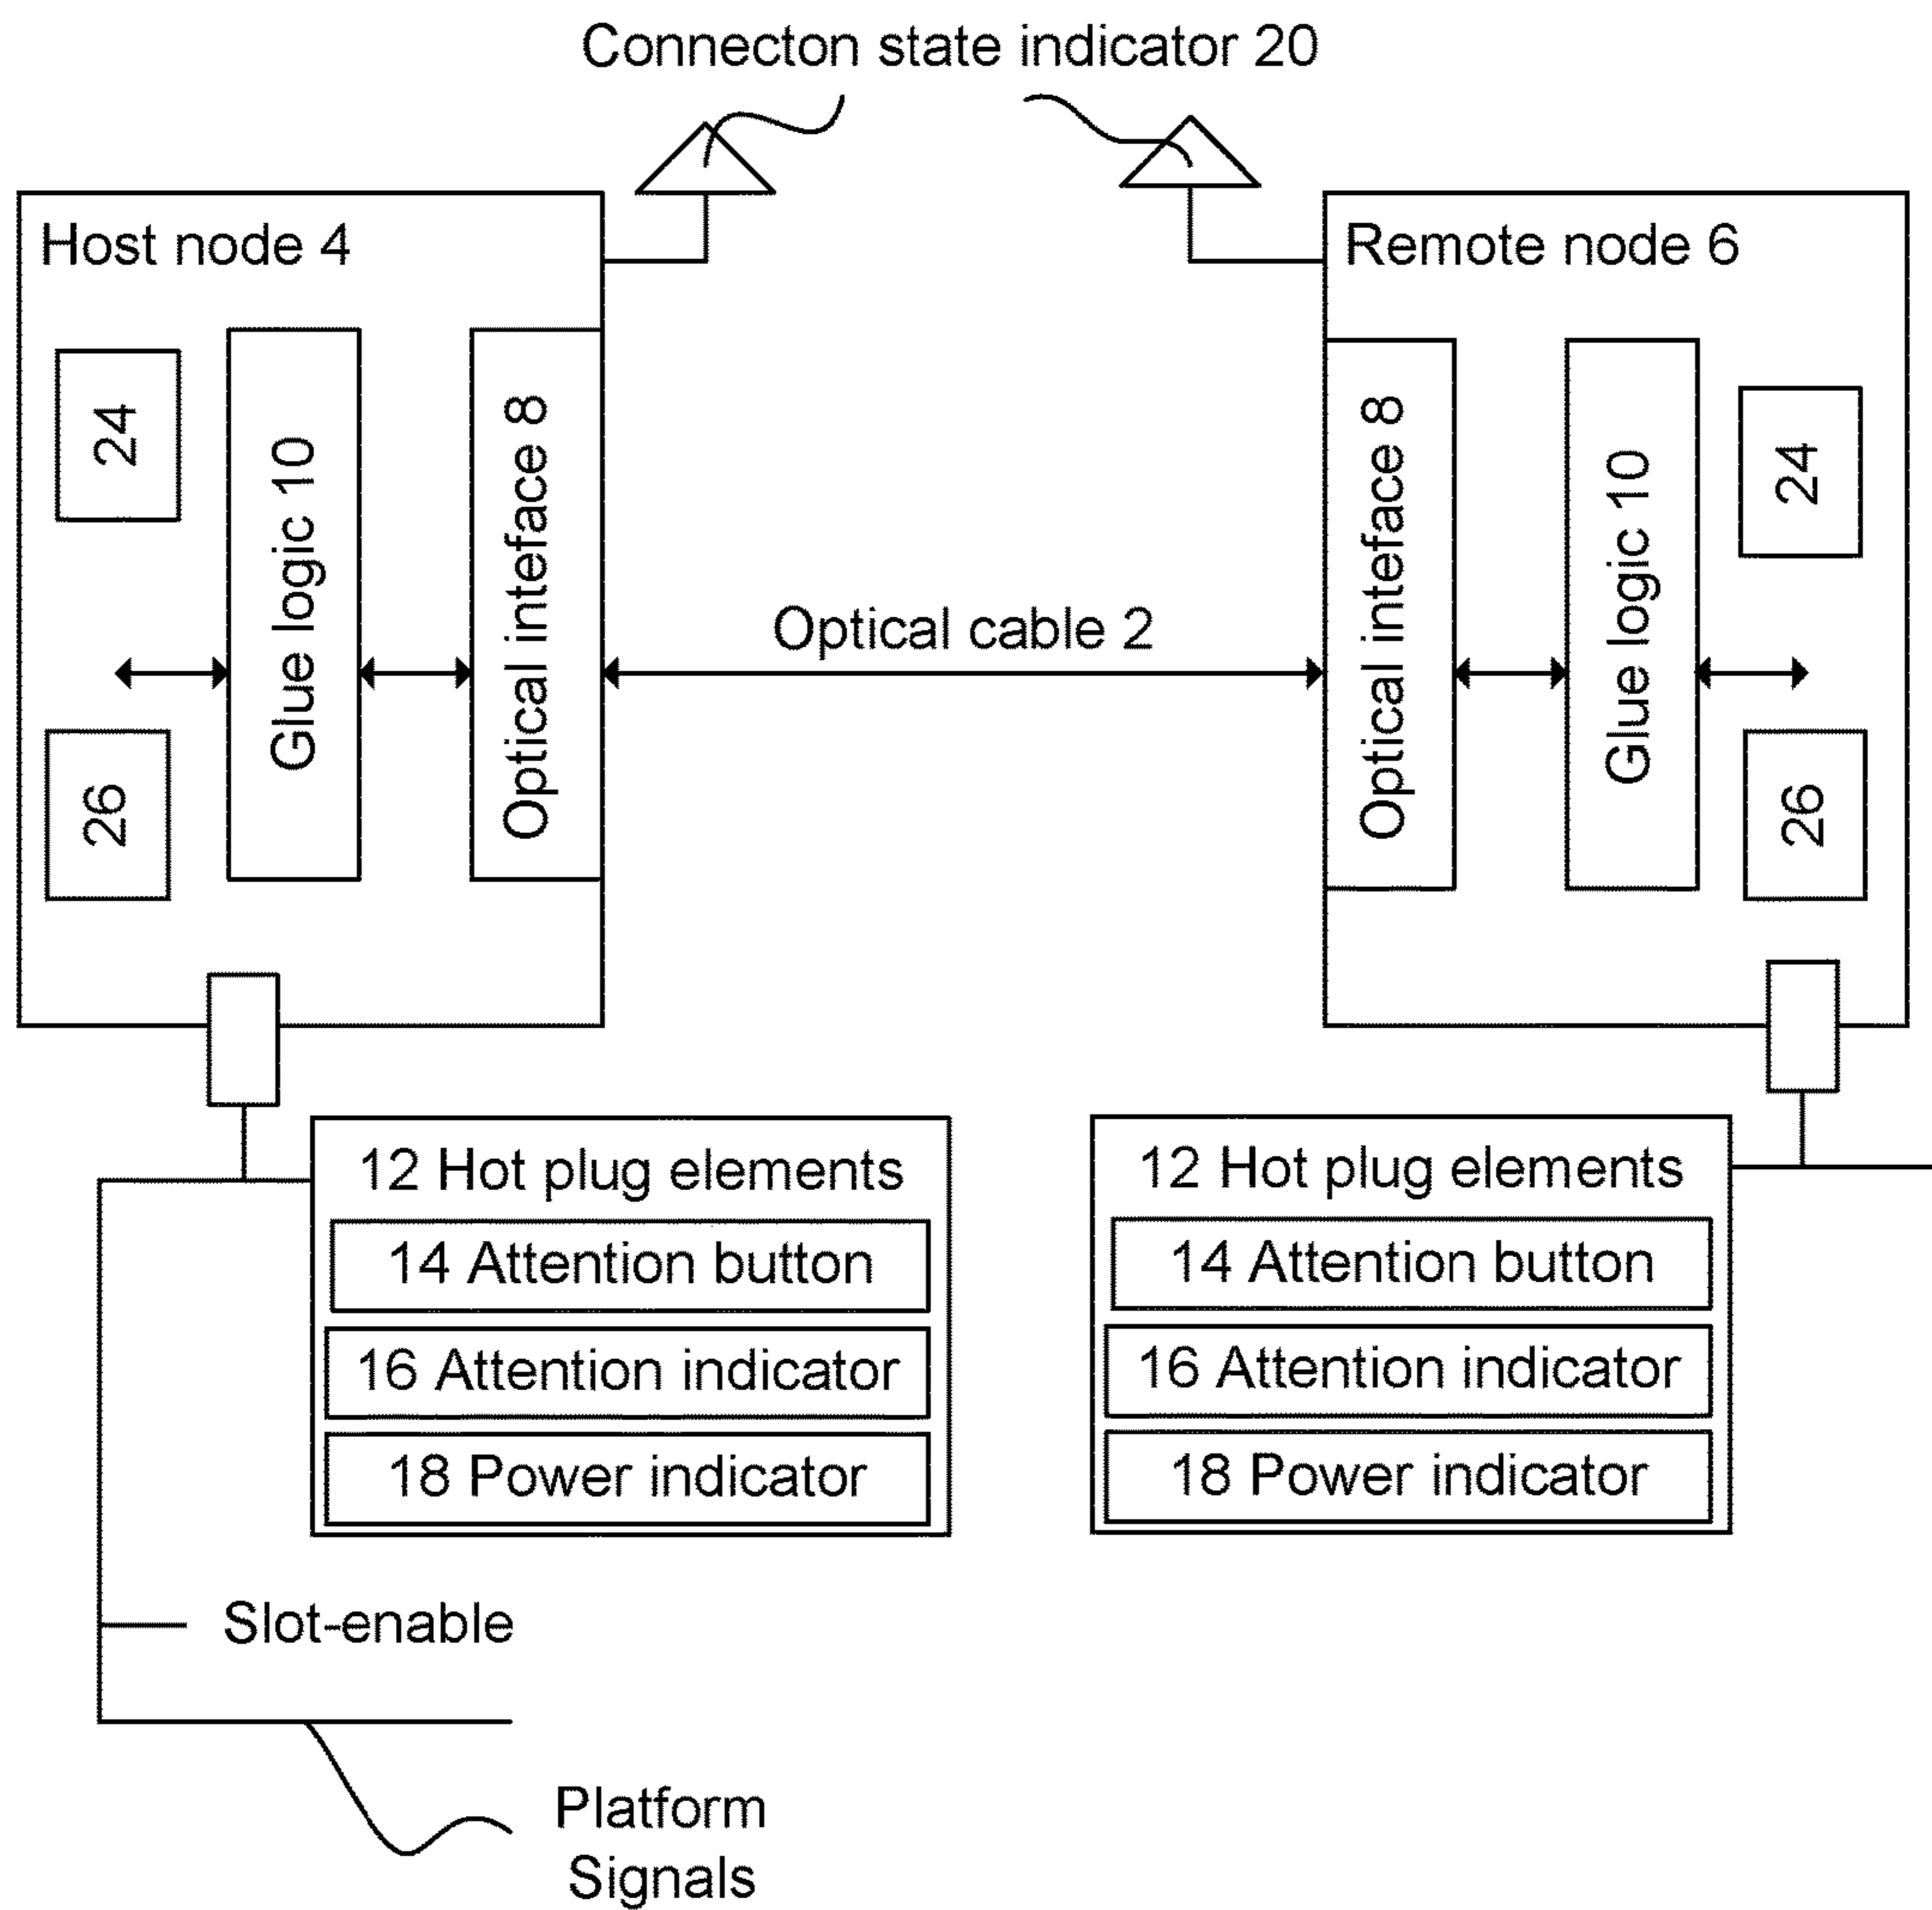 Connecton state indicator 20
Host node 4
Remote node 6
24
Glue logic 10
Optical inteface 8
26
Optical cable 2
Optical inteface 8
Glue logic 10
24
26
12 Hot plug elements
14 Attention button
16 Attention indicator
18 Power indicator
12 Hot plug elements
14 Attention button
16 Attention indicator
18 Power indicator
Slot-enable
Platform
Signals